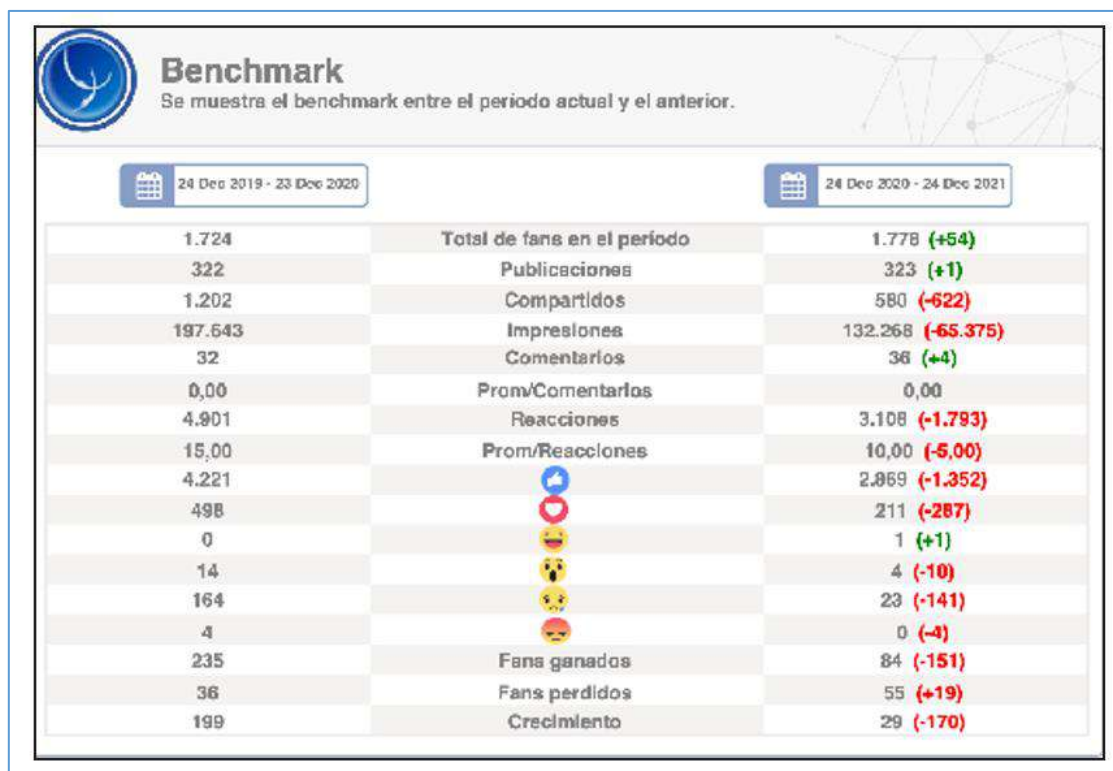 Benchmark
Se muestra el benchmark entre el periodo actual y el anterior.
24 Dec 2019 - 23 Dec 2020 24 Dec 2020 - 24 Dec 2021
1.724 Total de fans en el período 1.778 (+54)
322 Publicaciones 323 (+1)
1.202 Compartidos 580 (-622)
197.643 Impresiones 132.268 (-65.375)
32 Comentarios 36 (+4)
0,00 Prom/Comentarios 0,00
4.901 Reacciones 3.108 (-1.793)
15,00 Prom/Reacciones 10,00 (-5,00)
4.221 2.869 (-1.352)
498 211 (-287)
0 1 (+1)
14 4 (-10)
164 23 (-141)
4 0 (-4)
235 Fans ganados 84 (-151)
36 Fans perdidos 55 (+19)
199 Crecimiento 29 (-170)